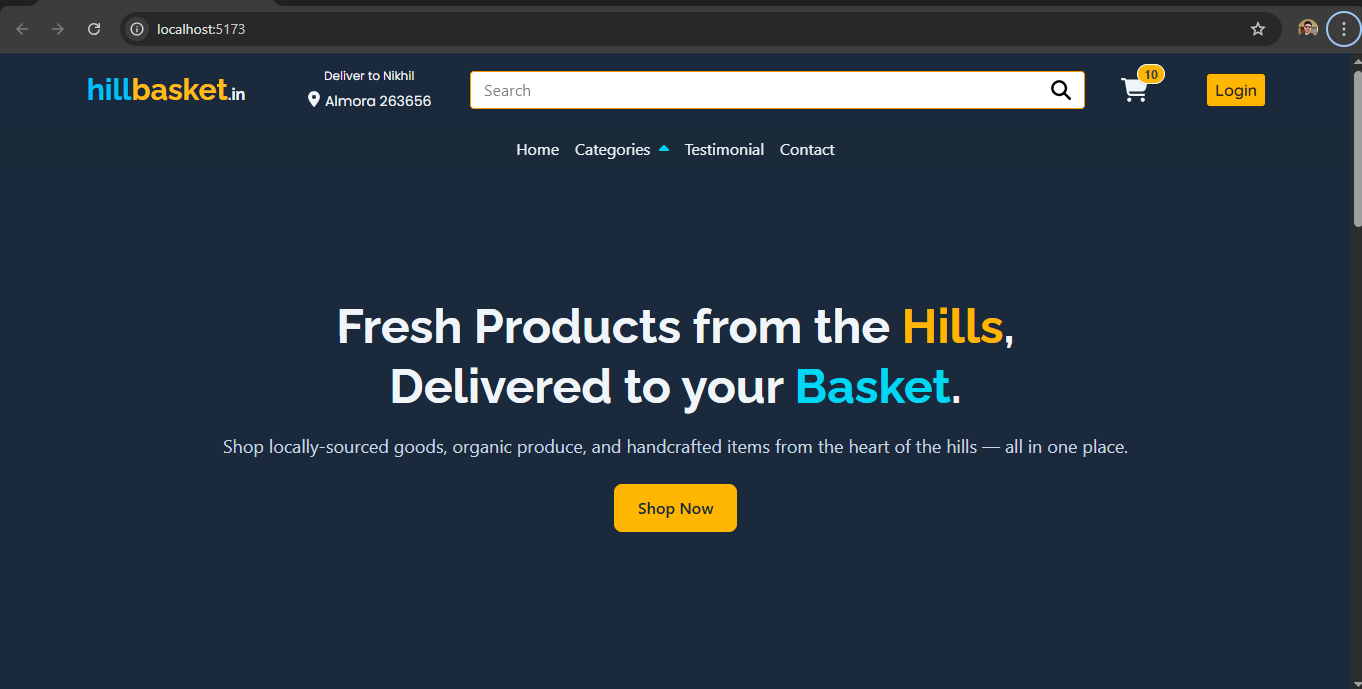 localhost:5173
hillbasket.in
Deliver to Nikhil
Almora 263656
Search
10
Login
Home Categories Testimonial Contact
Fresh Products from the Hills,
Delivered to your Basket.
Shop locally-sourced goods, organic produce, and handcrafted items from the heart of the hills — all in one place.
Shop Now